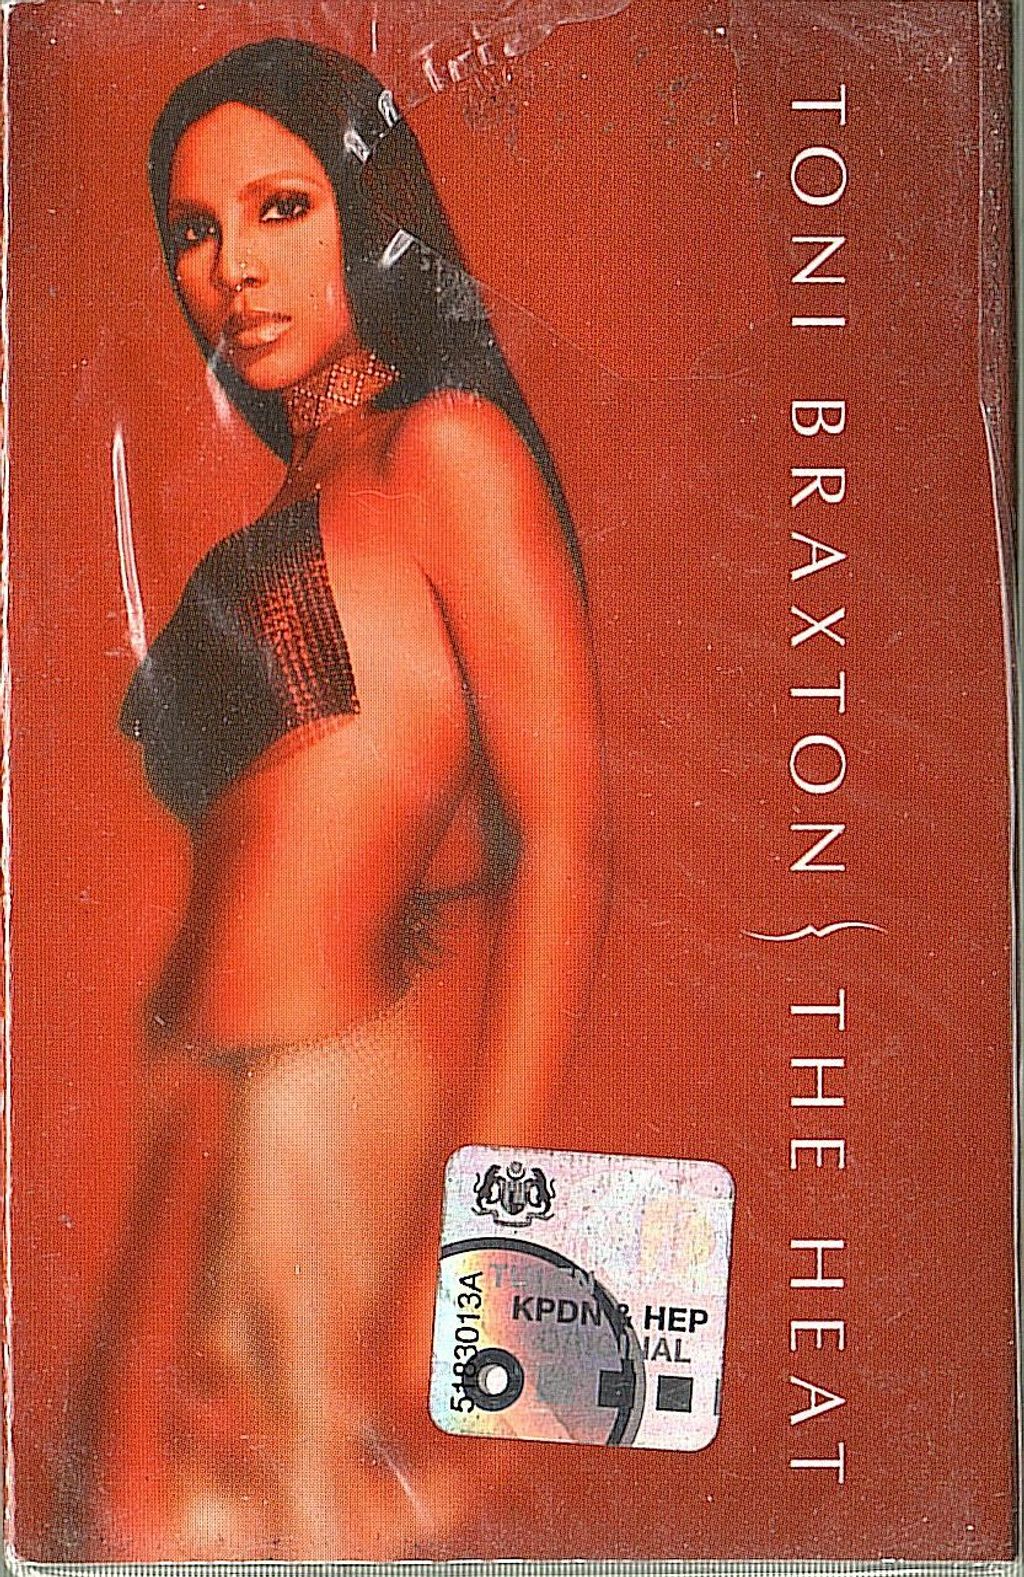 TONI BRAXTON THE HEAT
KPDN & HEP
5183013A